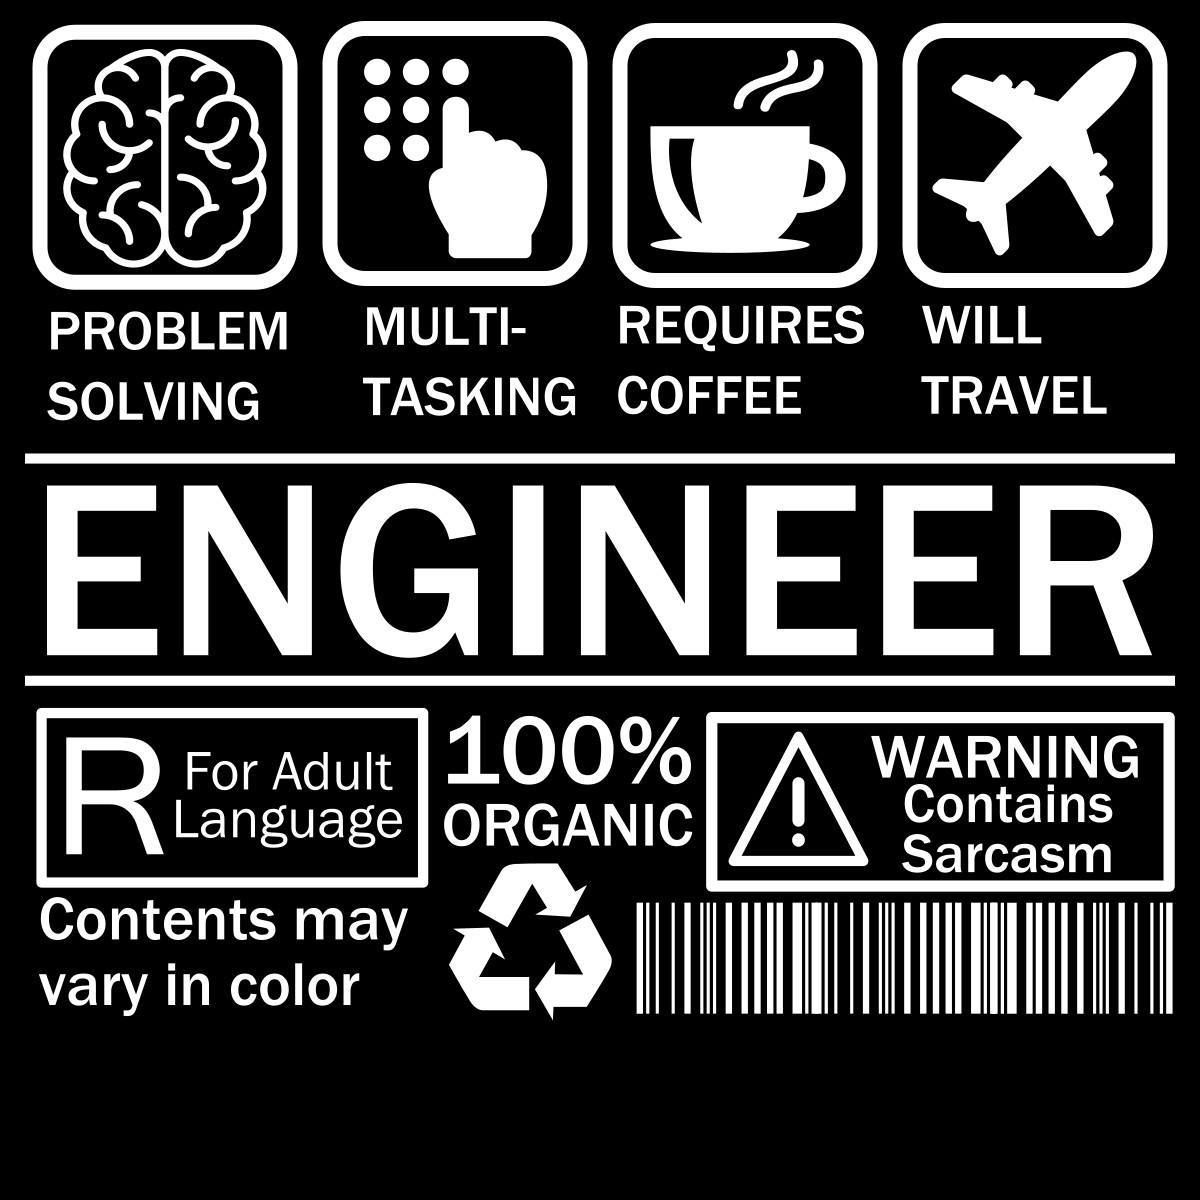 PROBLEM
SOLVING
MULTI-
TASKING
REQUIRES
COFFEE
WILL
TRAVEL
ENGINEER
R
For Adult
Language
100%
ORGANIC
WARNING
Contains
Sarcasm
Contents may
vary in color